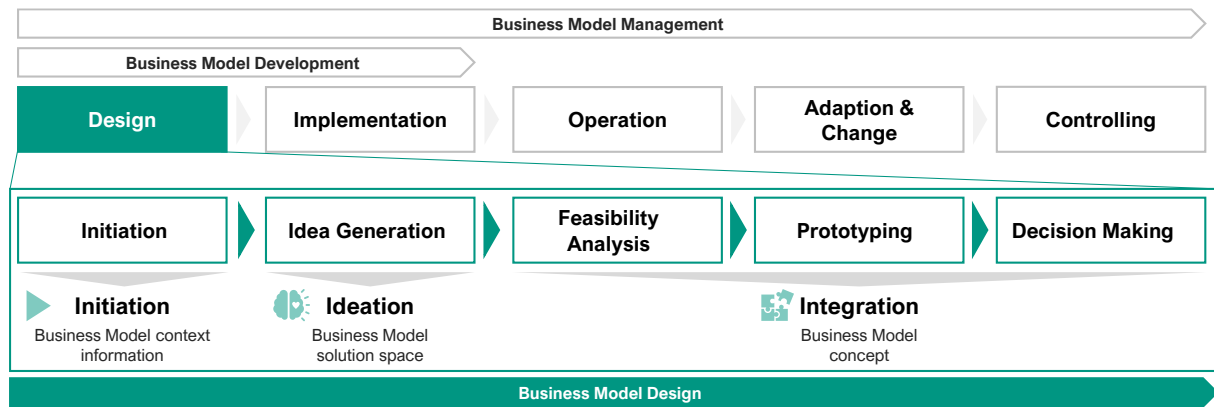 Business Model Management
Business Model Development
Design
Implementation
Operation
Adaption &
Change
Controlling
Initiation
Idea Generation
Feasibility
Analysis
Prototyping
Decision Making
Initiation
Business Model context
information
Ideation
Business Model
solution space
Integration
Business Model
concept
Business Model Design